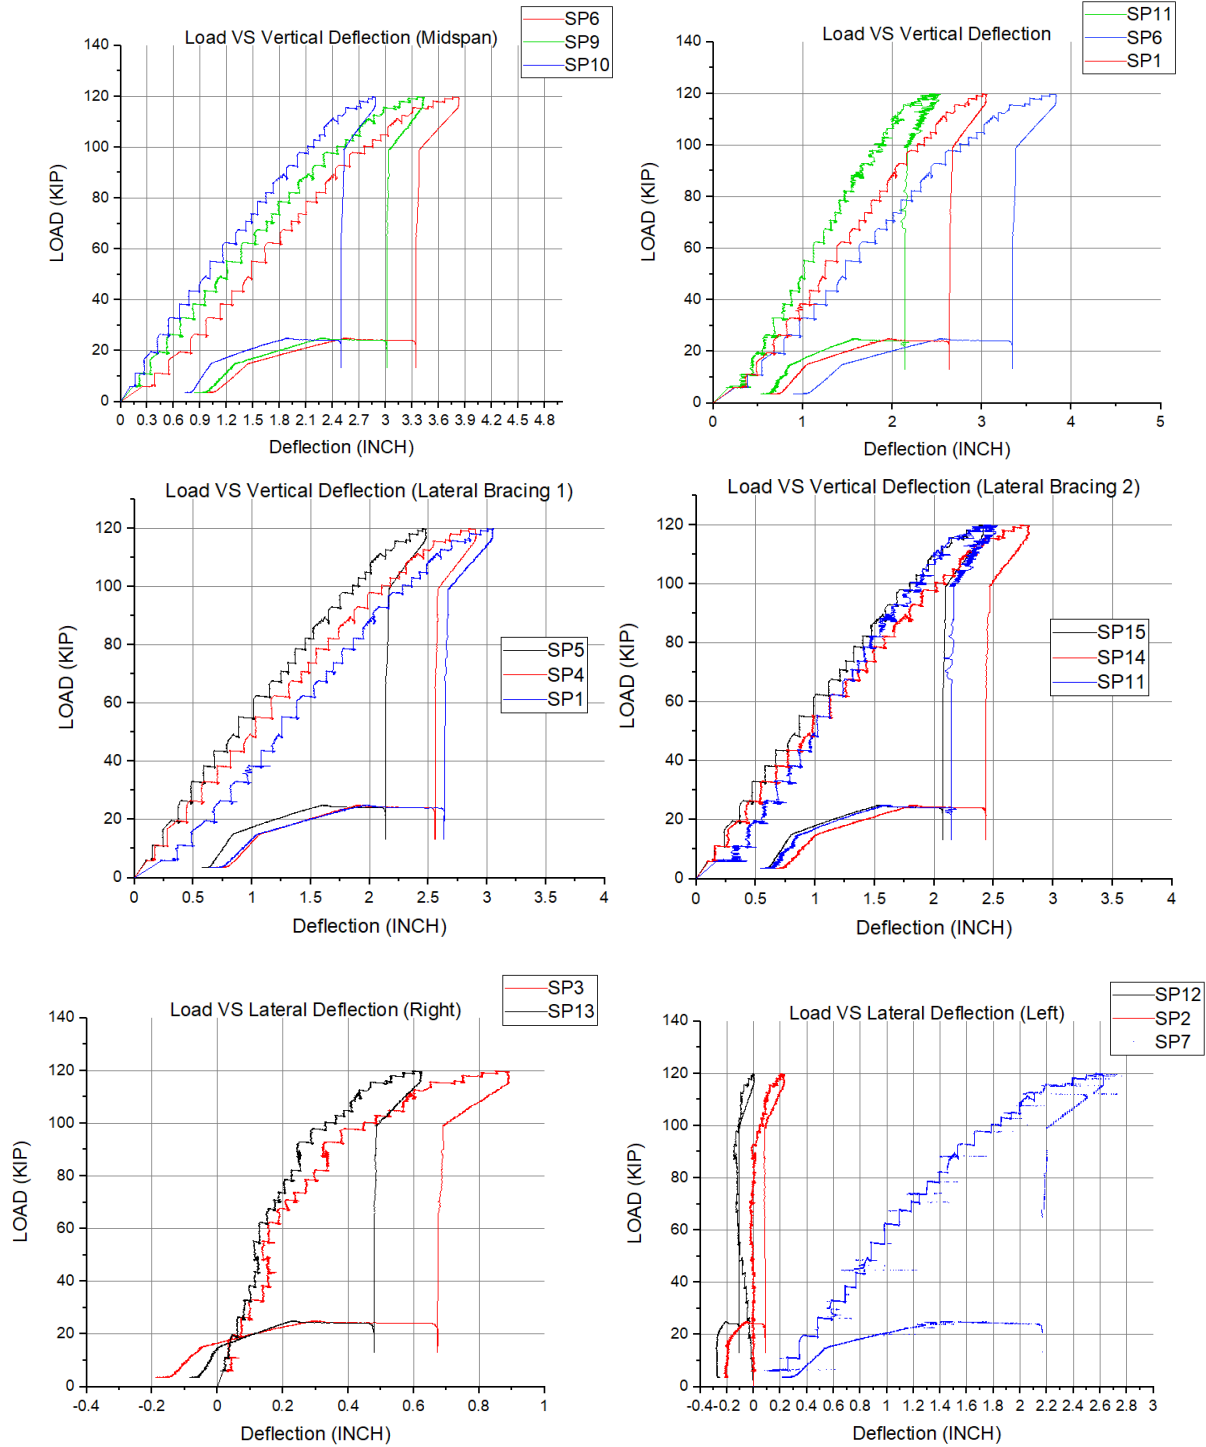 SP6
Load VS Vertical Deflection (Midspan)
SP9
SP10
140
120
100
80
60
40
20
0
LOAD (KIP)
0 0.3 0.6 0.9 1.2 1.5 1.8 2.1 2.4 2.7 3 3.3 3.6 3.9 4.2 4.5 4.8
Deflection (INCH)
SP11
Load VS Vertical Deflection
SP6
SP1
140
120
100
80
60
40
20
0
LOAD (KIP)
0 1 2 3 4 5
Deflection (INCH)
Load VS Vertical Deflection (Lateral Bracing 1)
120
100
80
60
40
20
0
LOAD (KIP)
SP5
SP4
SP1
0 0.5 1 1.5 2 2.5 3 3.5 4
Deflection (INCH)
Load VS Vertical Deflection (Lateral Bracing 2)
120
100
80
60
40
20
0
LOAD (KIP)
SP15
SP14
SP11
0 0.5 1 1.5 2 2.5 3 3.5 4
Deflection (INCH)
SP3
Load VS Lateral Deflection (Right)
SP13
140
120
100
80
60
40
20
0
LOAD (KIP)
-0.4 -0.2 0 0.2 0.4 0.6 0.8 1
Deflection (INCH)
SP12
Load VS Lateral Deflection (Left)
SP2
SP7
140
120
100
80
60
40
20
0
LOAD (KIP)
-0.4 -0.2 0 0.2 0.4 0.6 0.8 1 1.2 1.4 1.6 1.8 2 2.2 2.4 2.6 2.8 3
Deflection (INCH)